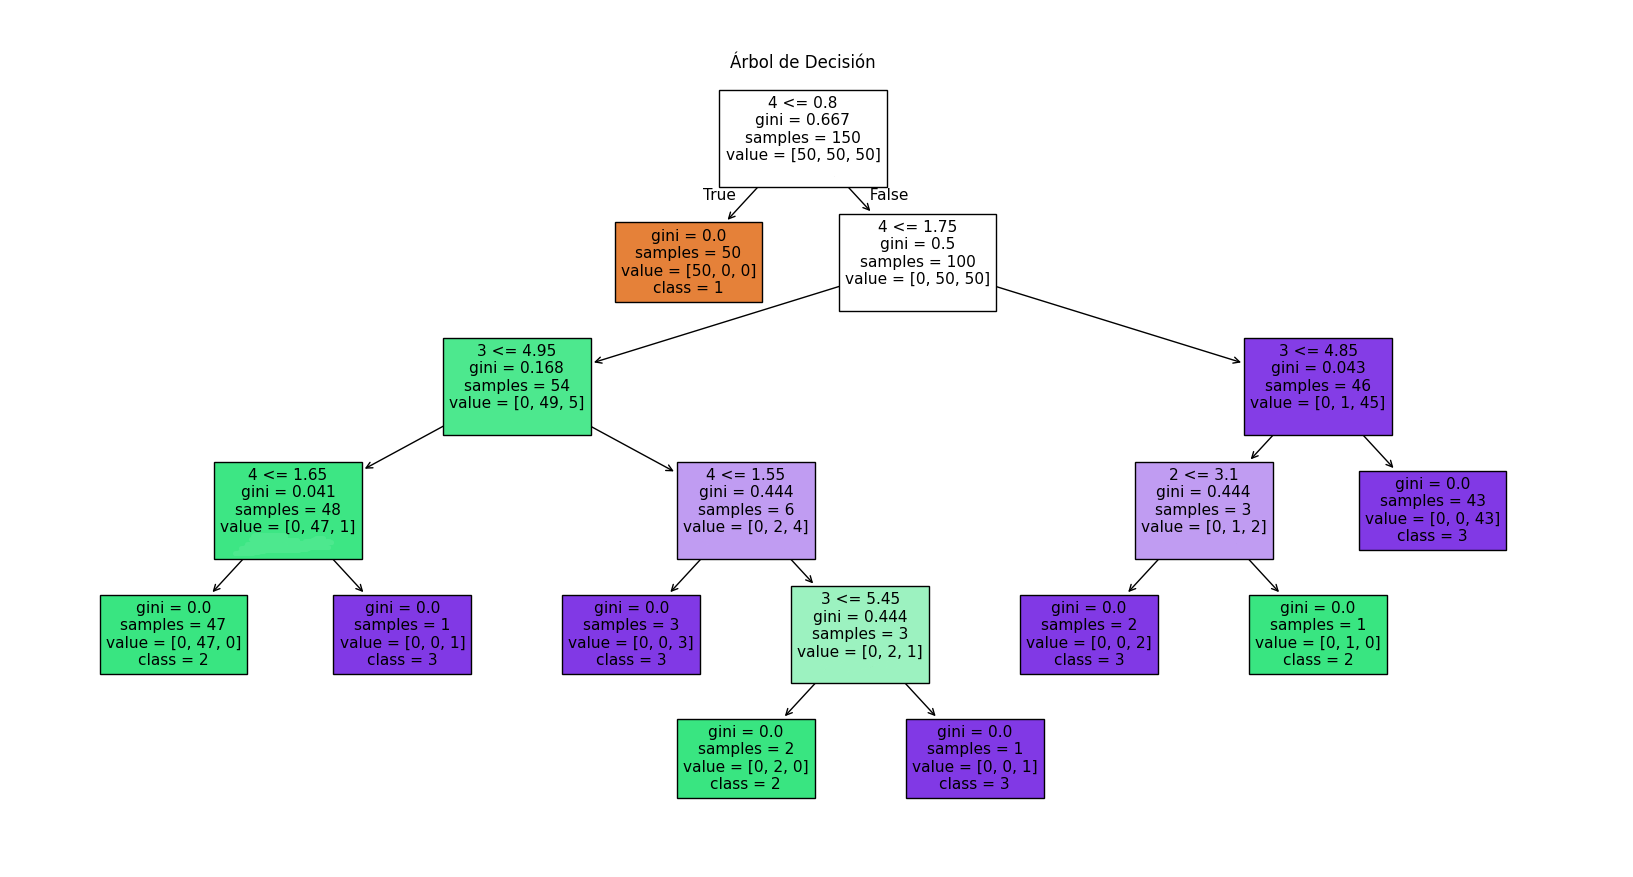 Árbol de Decisión
4 <= 0.8
gini = 0.667
samples = 150
value = [50, 50, 50]
True
False
gini = 0.0
samples = 50
value = [50, 0, 0]
class = 1
4 <= 1.75
gini = 0.5
samples = 100
value = [0, 50, 50]
3 <= 4.95
gini = 0.168
samples = 54
value = [0, 49, 5]
3 <= 4.85
gini = 0.043
samples = 46
value = [0, 1, 45]
4 <= 1.65
gini = 0.041
samples = 48
value = [0, 47, 1]
4 <= 1.55
gini = 0.444
samples = 6
value = [0, 2, 4]
2 <= 3.1
gini = 0.444
samples = 3
value = [0, 1, 2]
gini = 0.0
samples = 43
value = [0, 0, 43]
class = 3
gini = 0.0
samples = 47
value = [0, 47, 0]
class = 2
gini = 0.0
samples = 1
value = [0, 0, 1]
class = 3
gini = 0.0
samples = 3
value = [0, 0, 3]
class = 3
3 <= 5.45
gini = 0.444
samples = 3
value = [0, 2, 1]
gini = 0.0
samples = 2
value = [0, 0, 2]
class = 3
gini = 0.0
samples = 1
value = [0, 1, 0]
class = 2
gini = 0.0
samples = 2
value = [0, 2, 0]
class = 2
gini = 0.0
samples = 1
value = [0, 0, 1]
class = 3